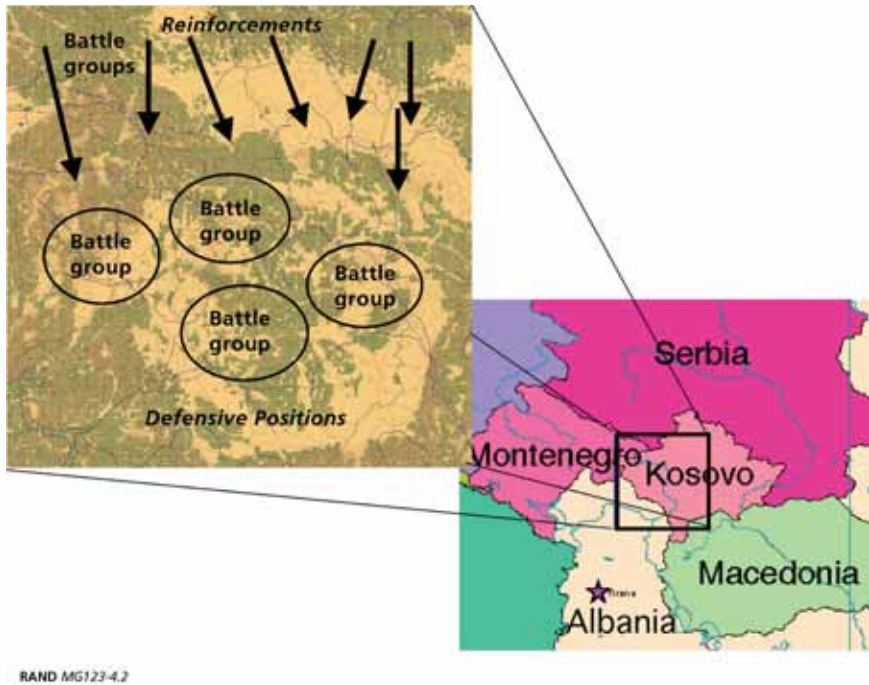 Reinforcements
Battle
groups
Battle
group
Battle
group
Battle
group
Battle
group
Defensive Positions
Serbia
Montenegro
Kosovo
Macedonia
Tirana
Albania
RAND MG123-4.2